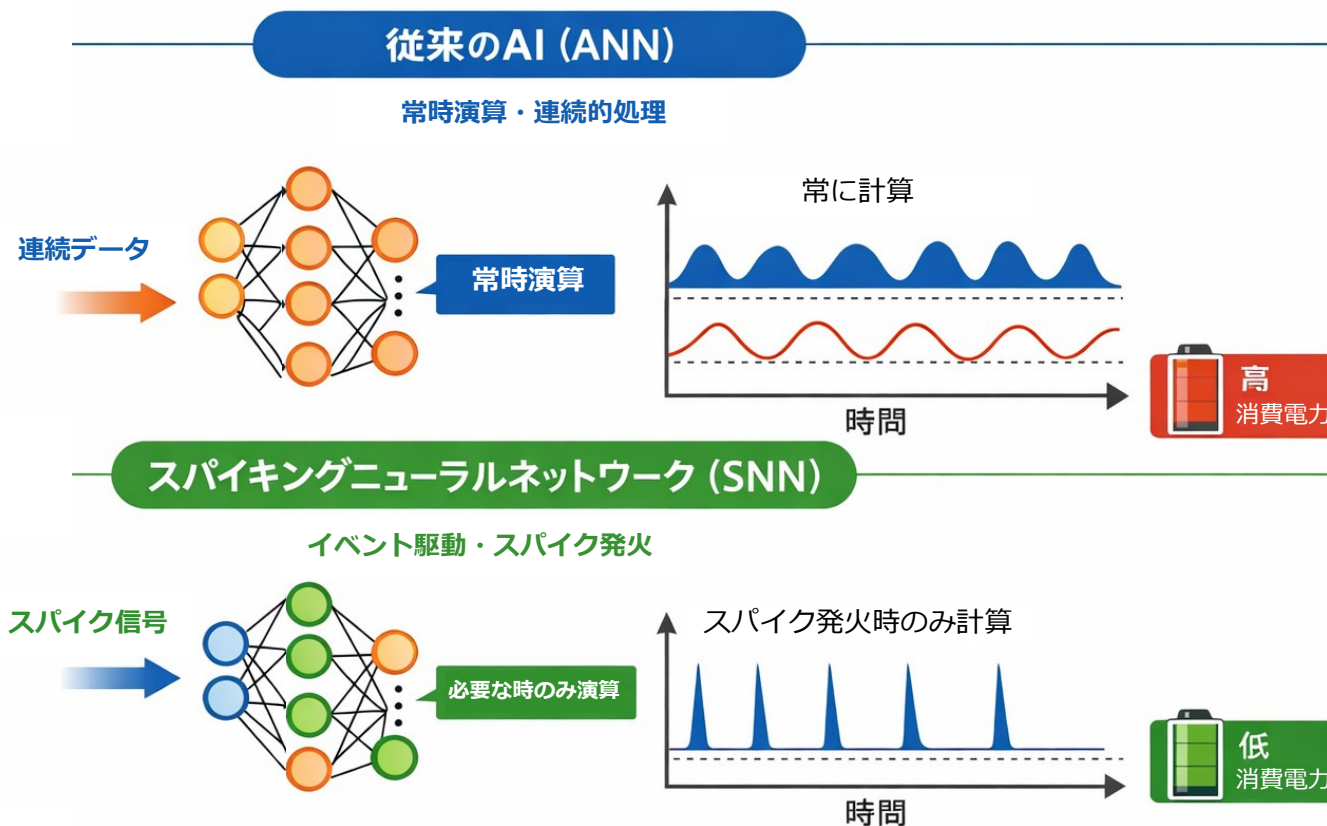 従来のAI (ANN)
常時演算・連続的処理
連続データ
常時演算
常に計算
時間
高
消費電力
スパイキングニューラルネットワーク (SNN)
イベント駆動・スパイク発火
スパイク信号
必要な時のみ演算
スパイク発火時のみ計算
時間
低
消費電力